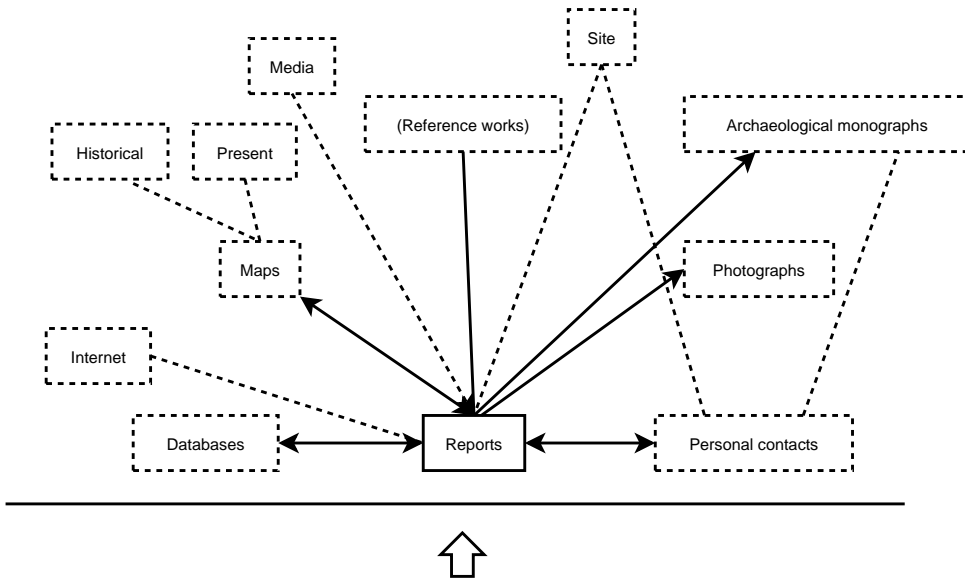 Site
Media
(Reference works)
Archaeological monographs
Historical
Present
Maps
Photographs
Internet
Databases
Reports
Personal contacts